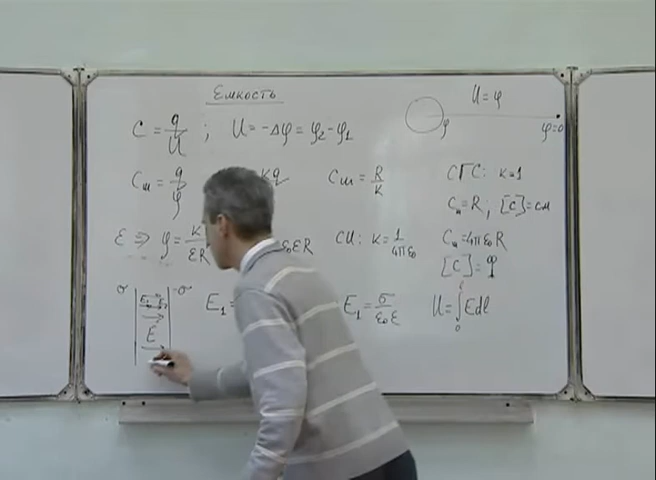 Емкость
U = φ
C = q/U ; U = -Δφ = φ₂ - φ₁
φ φ=0
Cш = q/φ kq Cш = R/k
СГС: k=1
Cш = R; [C]=см
ε ⇒ φ = k /εR ε₀εR СИ: k = 1/4πε₀
Cш = 4πε₀R
[C] = Ф
σ -σ E₁ = E₁ = σ/ε₀ε U = ∫₀ˡ Edl
E